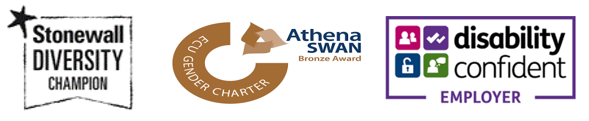 Stonewall
DIVERSITY
CHAMPION
ECU GENDER CHARTER
Athena
SWAN
Bronze Award
disability
confident
EMPLOYER